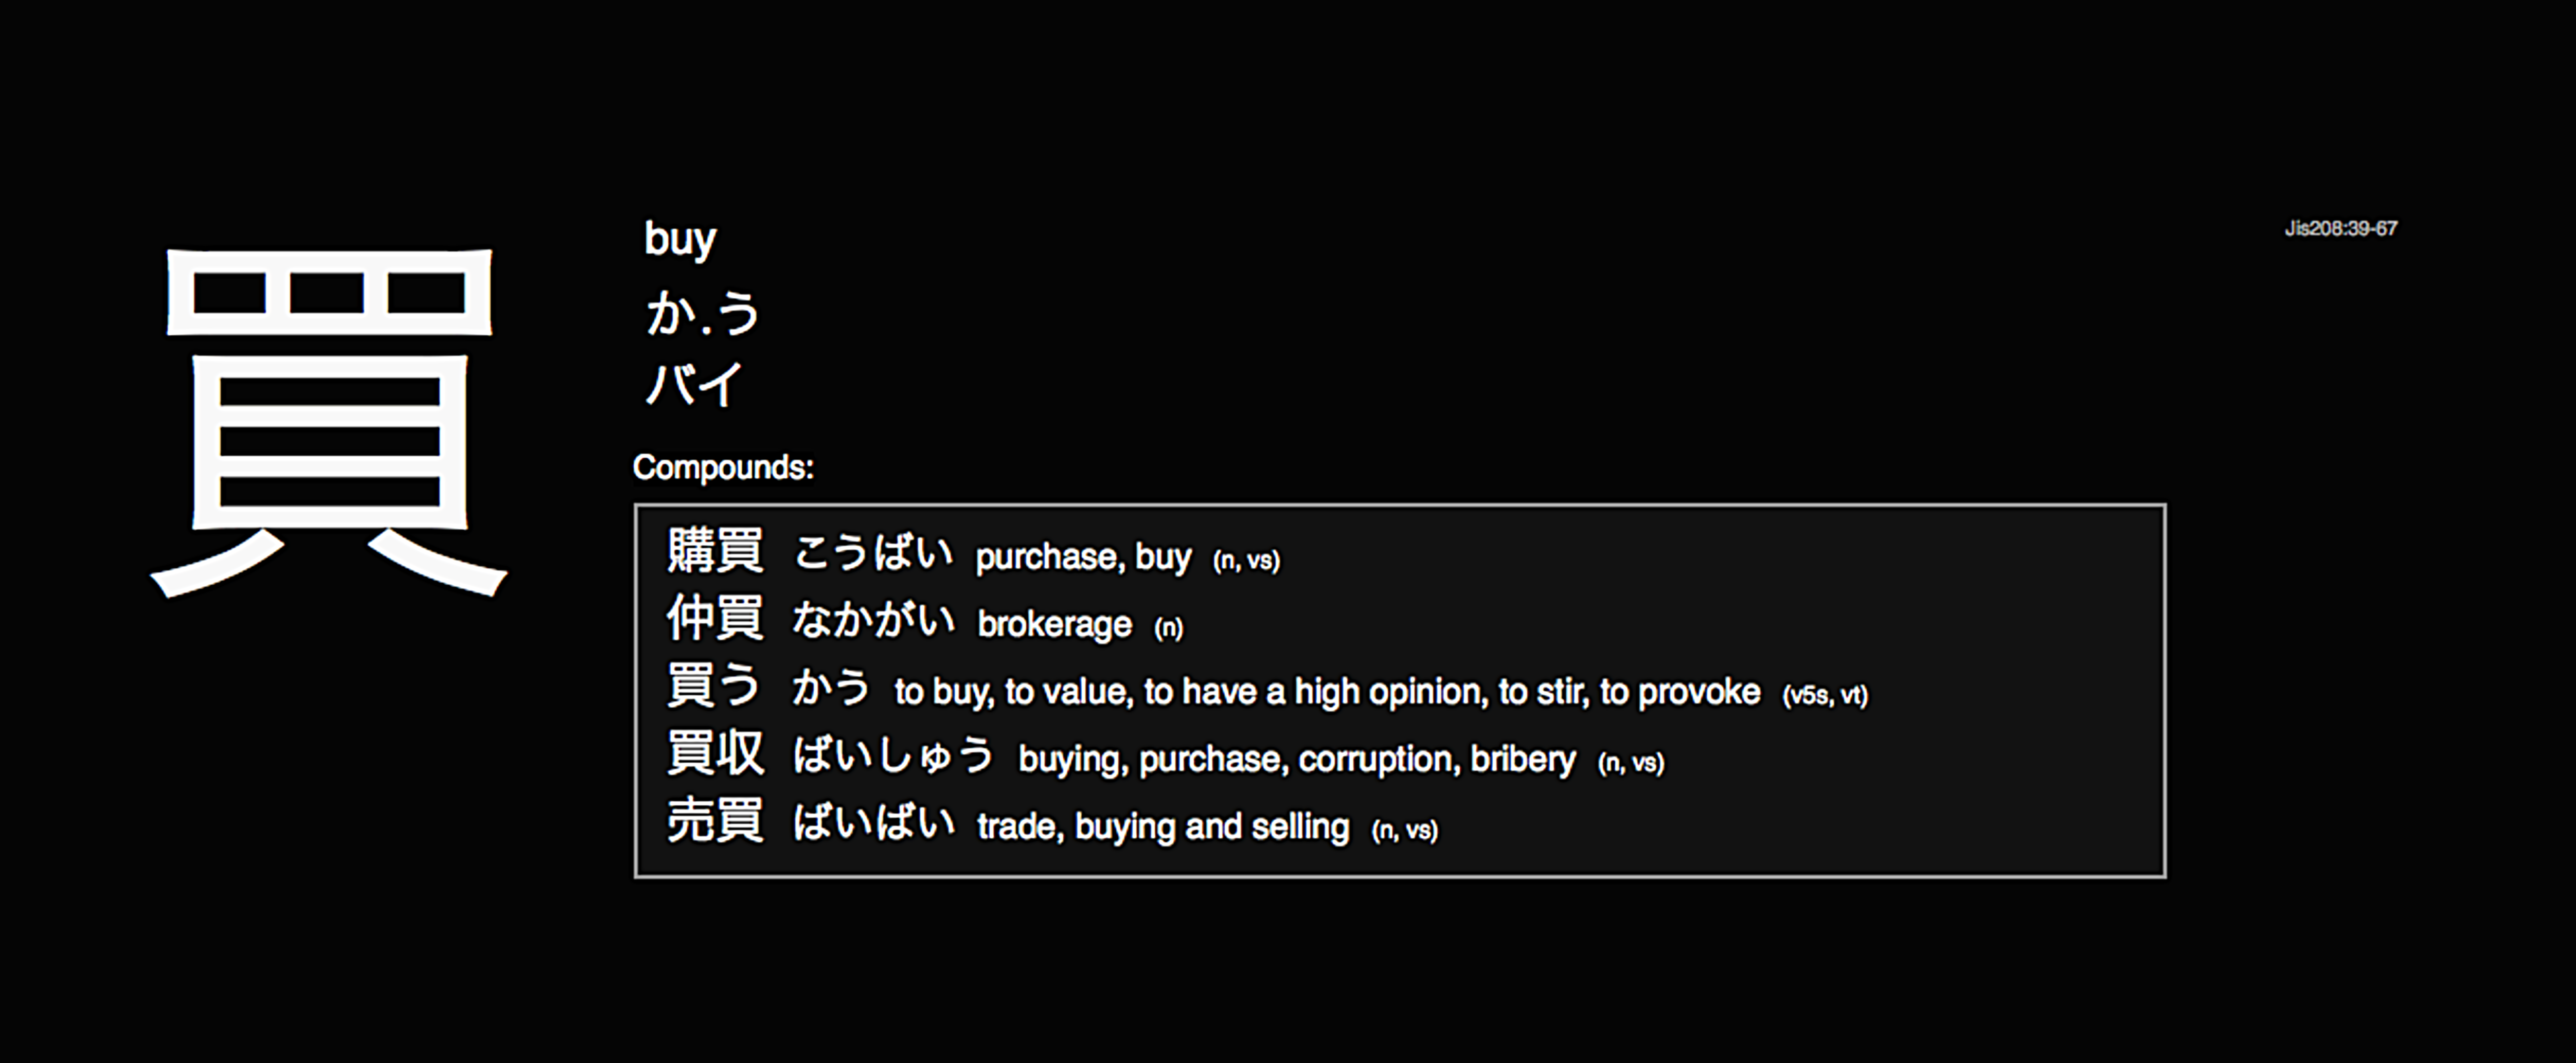 買
buy
か.う
バイ
Jis208:39-67
Compounds:
購買 こうばい purchase, buy (n, vs)
仲買 なかがい brokerage (n)
買う かう to buy, to value, to have a high opinion, to stir, to provoke (v5s, vt)
買収 ばいしゅう buying, purchase, corruption, bribery (n, vs)
売買 ばいばい trade, buying and selling (n, vs)